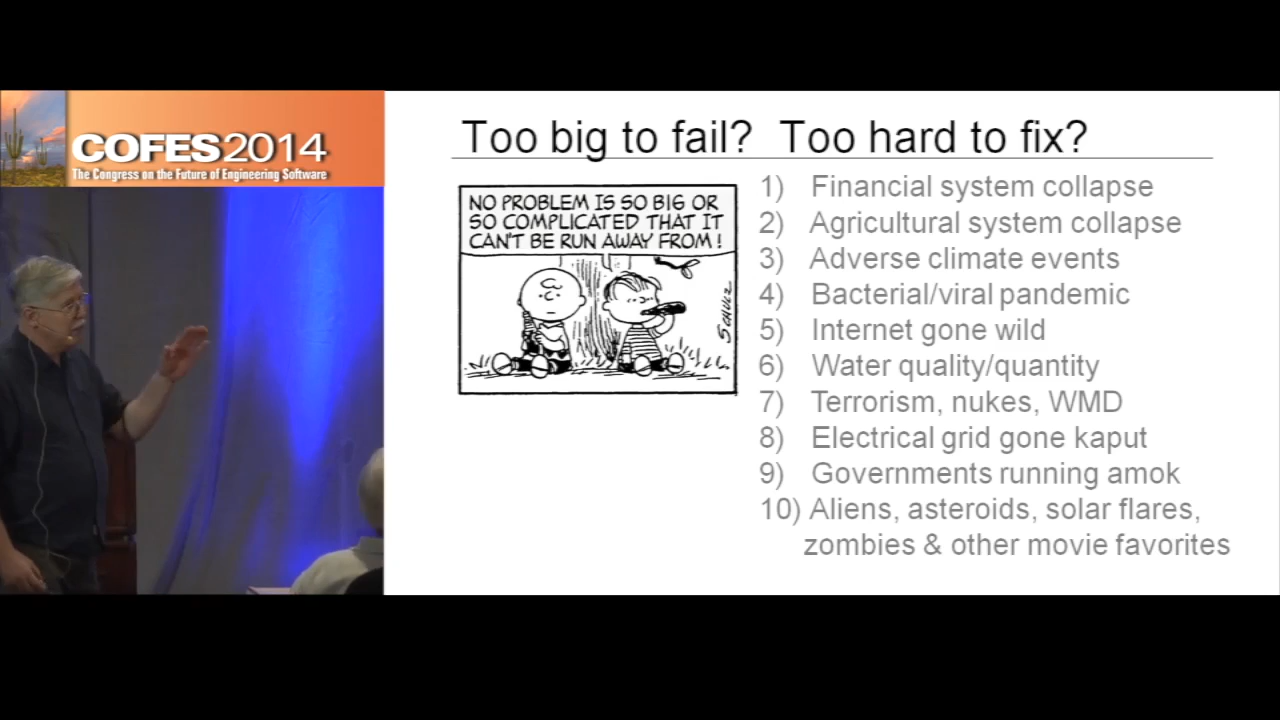 COFES2014
The Congress on the Future of Engineering Software
Too big to fail? Too hard to fix?
NO PROBLEM IS SO BIG OR
SO COMPLICATED THAT IT
CAN'T BE RUN AWAY FROM!
SCHULZ
1) Financial system collapse
2) Agricultural system collapse
3) Adverse climate events
4) Bacterial/viral pandemic
5) Internet gone wild
6) Water quality/quantity
7) Terrorism, nukes, WMD
8) Electrical grid gone kaput
9) Governments running amok
10) Aliens, asteroids, solar flares,
zombies & other movie favorites